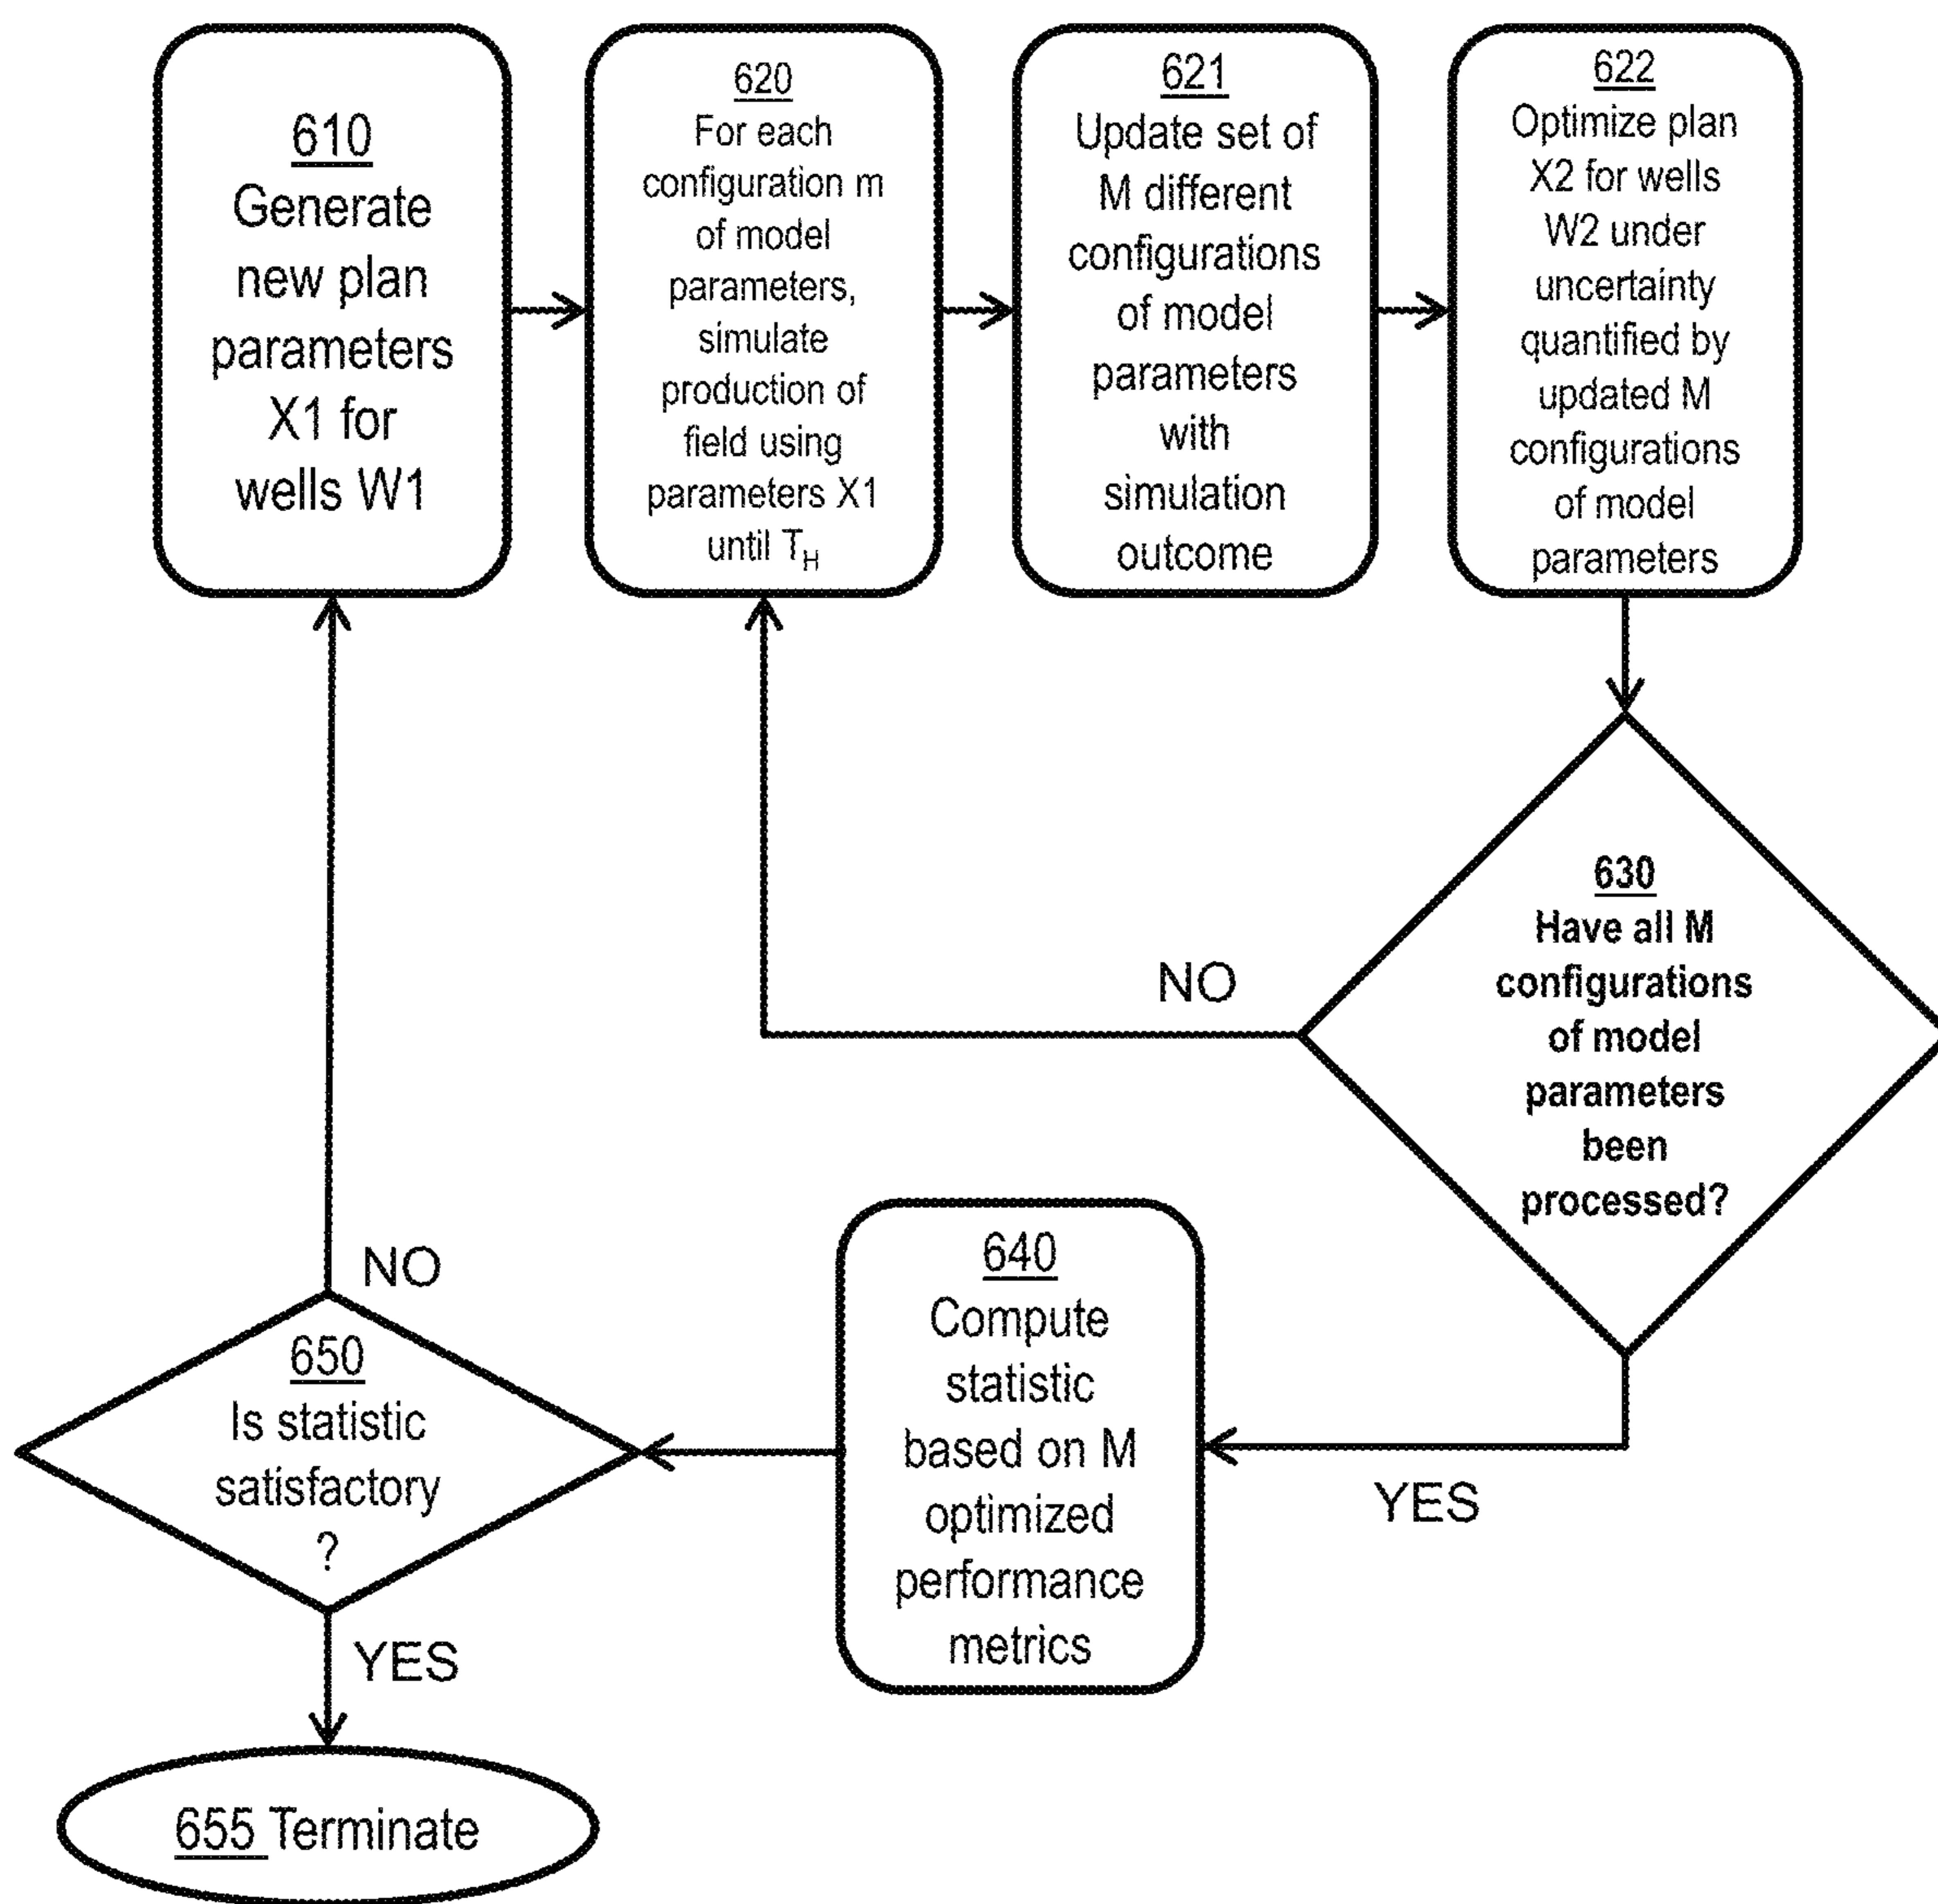 610
Generate
new plan
parameters
X1 for
wells W1
620
For each
configuration m
of model
parameters,
simulate
production of
field using
parameters X1
until T_H
621
Update set of
M different
configurations
of model
parameters
with
simulation
outcome
622
Optimize plan
X2 for wells
W2 under
uncertainty
quantified by
updated M
configurations
of model
parameters
630
Have all M
configurations
of model
parameters
been
processed?
NO
YES
640
Compute
statistic
based on M
optimized
performance
metrics
650
Is statistic
satisfactory
?
NO
YES
655 Terminate